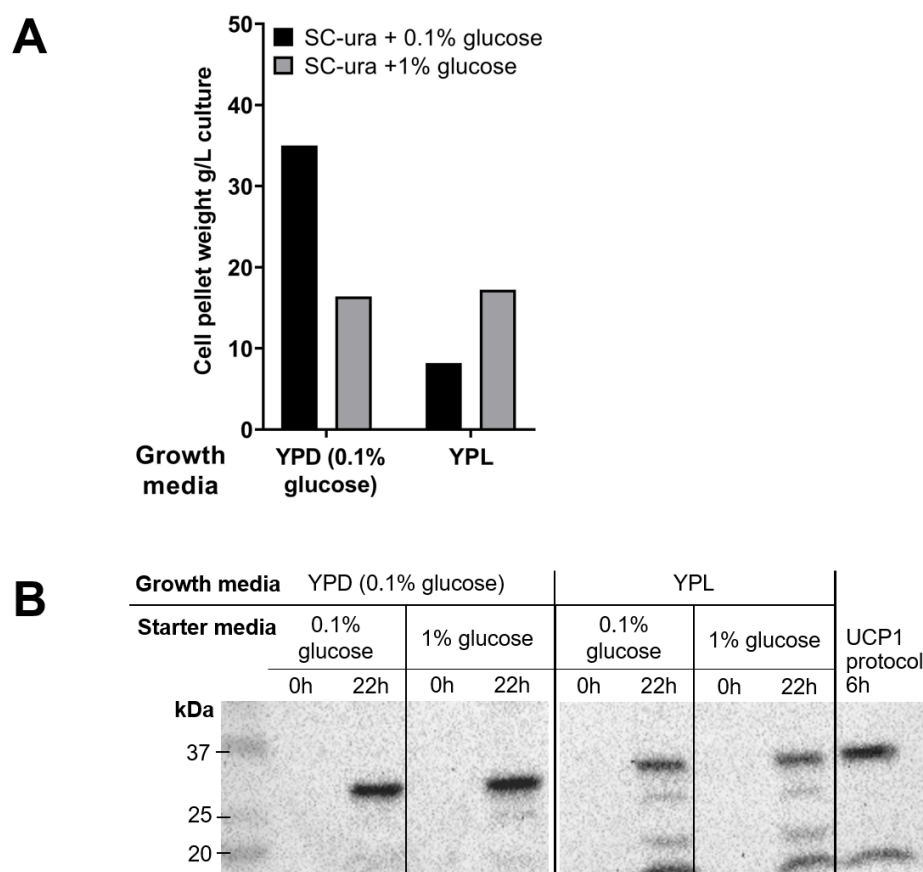 A
50
40
30
20
10
0
Cell pellet weight g/L culture
SC-ura + 0.1% glucose
SC-ura +1% glucose
Growth
media
YPD (0.1%
glucose)
YPL
B
Growth media
YPD (0.1% glucose)
YPL
Starter media
0.1%
glucose
1% glucose
0.1%
glucose
1% glucose
UCP1
protocol
0h
22h
0h
22h
0h
22h
0h
22h
6h
kDa
37
25
20